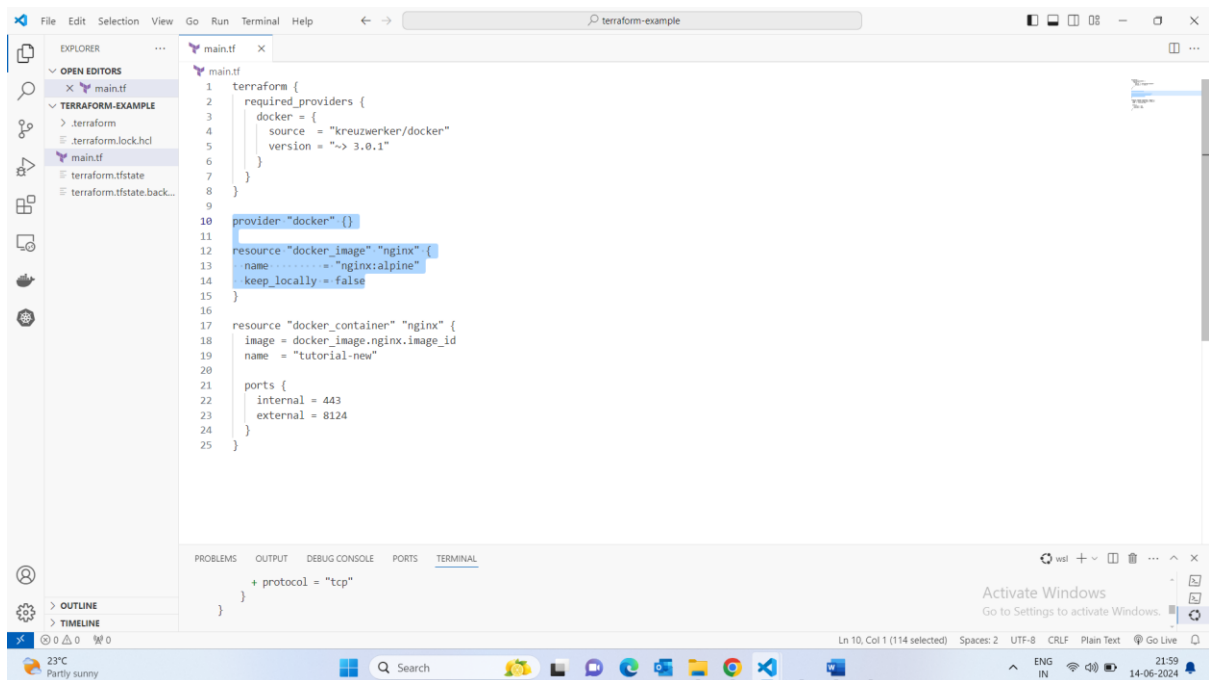 File Edit Selection View Go Run Terminal Help
terraform-example
EXPLORER
main.tf
OPEN EDITORS
main.tf
main.tf
TERRAFORM-EXAMPLE
.terraform
.terraform.lock.hcl
main.tf
terraform.tfstate
terraform.tfstate.back...
1 terraform {
2 required_providers {
3 docker = {
4 source = "kreuzwerker/docker"
5 version = "~> 3.0.1"
6 }
7 }
8 }
9
10 provider "docker" {}
11
12 resource "docker_image" "nginx" {
13 name = "nginx:alpine"
14 keep_locally = false
15 }
16
17 resource "docker_container" "nginx" {
18 image = docker_image.nginx.image_id
19 name = "tutorial-new"
20
21 ports {
22 internal = 443
23 external = 8124
24 }
25 }
PROBLEMS OUTPUT DEBUG CONSOLE PORTS TERMINAL
wsl
+ protocol = "tcp"
}
}
Activate Windows
Go to Settings to activate Windows.
OUTLINE
TIMELINE
0 0 0
Ln 10, Col 1 (114 selected) Spaces: 2 UTF-8 CRLF Plain Text Go Live
23°C
Partly sunny
Search
ENG
IN
21:59
14-06-2024